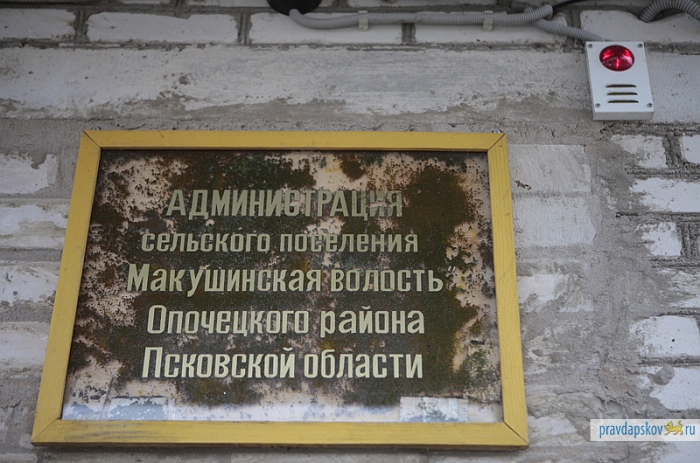 АДМИНИСТРАЦИЯ
сельского поселения
Макушинская волость"
Опочецкого района
Псковской области
pravdapskov.ru